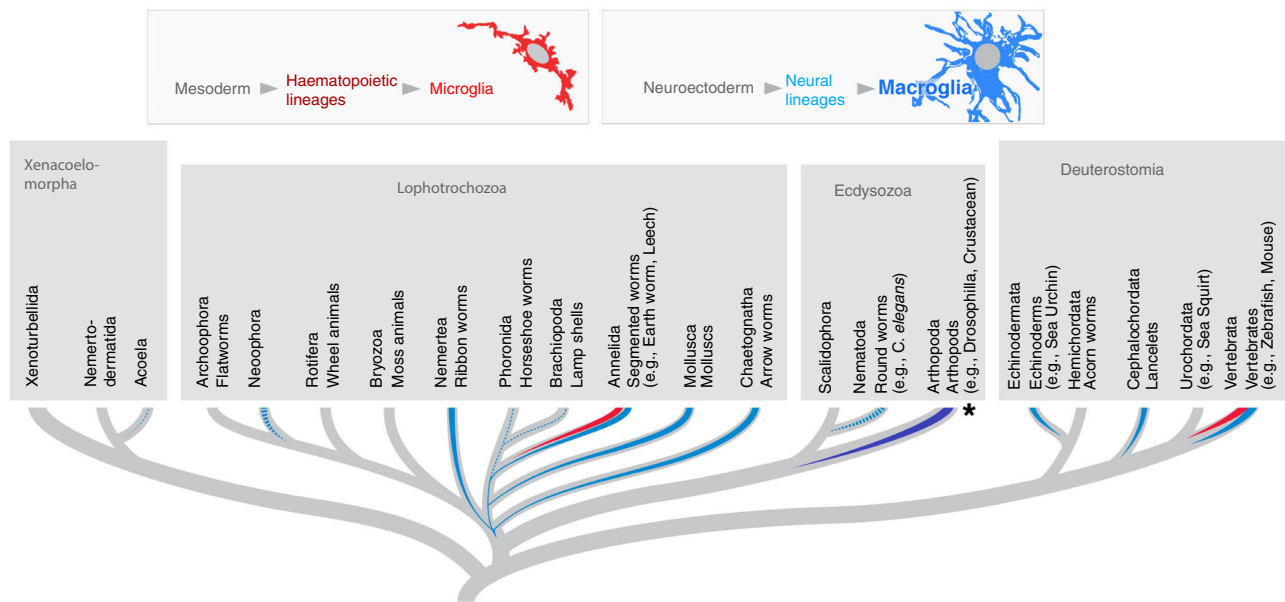 Mesoderm
Haematopoietic
lineages
Microglia
Neuroectoderm
Neural
lineages
Macroglia
Xenacoelo-
morpha
Lophotrochozoa
Ecdysozoa
Deuterostomia
Xenoturbellida
Nemerto-
dermatida
Acoela
Archoophora
Flatworms
Neoophora
Rotifera
Wheel animals
Bryozoa
Moss animals
Nemertea
Ribbon worms
Phoronida
Horseshoe worms
Brachiopoda
Lamp shells
Annelida
Segmented worms
(e.g., Earth worm, Leech)
Mollusca
Molluscs
Chaetognatha
Arrow worms
Scalidophora
Nematoda
Round worms
(e.g., C. elegans)
Arthopoda
Arthopods
(e.g., Drosophilla, Crustacean)
*
Echinodermata
Echinoderms
(e.g., Sea Urchin)
Hemichordata
Acorn worms
Cephalochordata
Lancelets
Urochordata
(e.g., Sea Squirt)
Vertebrata
Vertebrates
(e.g., Zebrafish, Mouse)